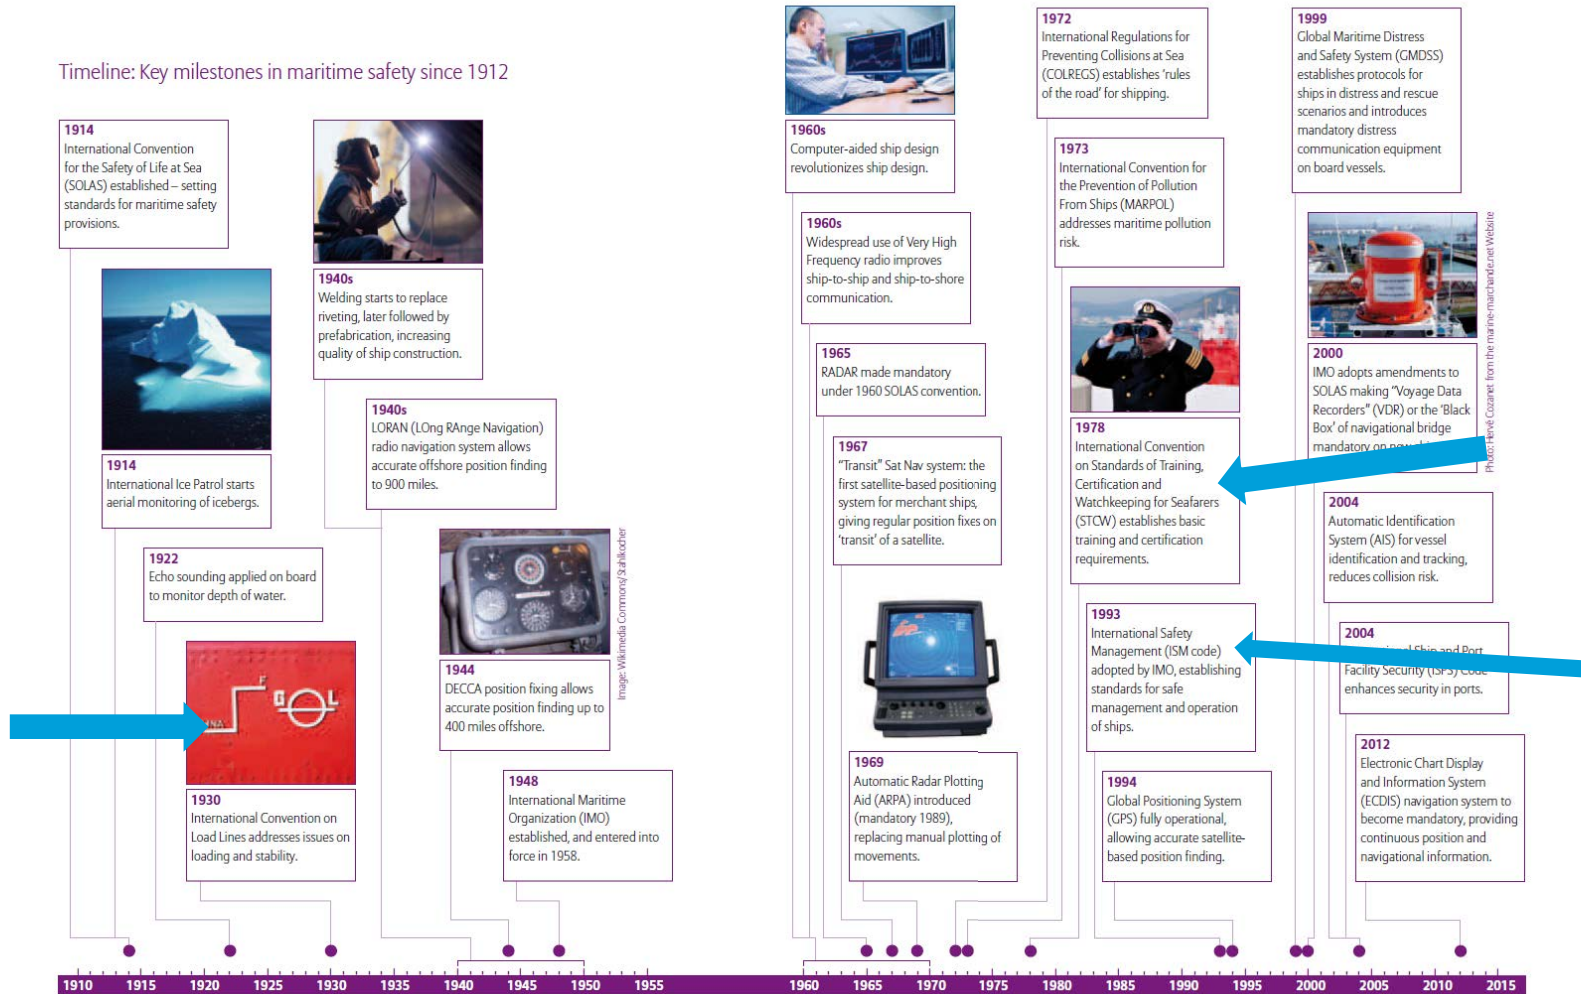 Timeline: Key milestones in maritime safety since 1912
1914
International Convention
for the Safety of Life at Sea
(SOLAS) established – setting
standards for maritime safety
provisions.
1914
International Ice Patrol starts
aerial monitoring of icebergs.
1922
Echo sounding applied on board
to monitor depth of water.
F
G L
1930
International Convention on
Load Lines addresses issues on
loading and stability.
1940s
Welding starts to replace
riveting, later followed by
prefabrication, increasing
quality of ship construction.
1940s
LORAN (LOng RAnge Navigation)
radio navigation system allows
accurate offshore position finding
to 900 miles.
Image: Wikimedia Commons/Stahlkocher
1944
DECCA position fixing allows
accurate position finding up to
400 miles offshore.
1948
International Maritime
Organization (IMO)
established, and entered into
force in 1958.
1960s
Computer-aided ship design
revolutionizes ship design.
1960s
Widespread use of Very High
Frequency radio improves
ship-to-ship and ship-to-shore
communication.
1965
RADAR made mandatory
under 1960 SOLAS convention.
1967
“Transit” Sat Nav system: the
first satellite-based positioning
system for merchant ships,
giving regular position fixes on
‘transit’ of a satellite.
1969
Automatic Radar Plotting
Aid (ARPA) introduced
(mandatory 1989),
replacing manual plotting of
movements.
1972
International Regulations for
Preventing Collisions at Sea
(COLREGS) establishes ‘rules
of the road’ for shipping.
1973
International Convention for
the Prevention of Pollution
From Ships (MARPOL)
addresses maritime pollution
risk.
1978
International Convention
on Standards of Training,
Certification and
Watchkeeping for Seafarers
(STCW) establishes basic
training and certification
requirements.
1993
International Safety
Management (ISM code)
adopted by IMO, establishing
standards for safe
management and operation
of ships.
1994
Global Positioning System
(GPS) fully operational,
allowing accurate satellite-
based position finding.
1999
Global Maritime Distress
and Safety System (GMDSS)
establishes protocols for
ships in distress and rescue
scenarios and introduces
mandatory distress
communication equipment
on board vessels.
Photo: Hervé Cozanet from the marine-marchande.net Website
2000
IMO adopts amendments to
SOLAS making “Voyage Data
Recorders” (VDR) or the ‘Black
Box’ of navigational bridge
mandatory on
2004
Automatic Identification
System (AIS) for vessel
identification and tracking,
reduces collision risk.
2004
Ship and Port
Facility Security (ISPS) Code
enhances security in ports.
2012
Electronic Chart Display
and Information System
(ECDIS) navigation system to
become mandatory, providing
continuous position and
navigational information.
1910 1915 1920 1925 1930 1935 1940 1945 1950 1955 1960 1965 1970 1975 1980 1985 1990 1995 2000 2005 2010 2015